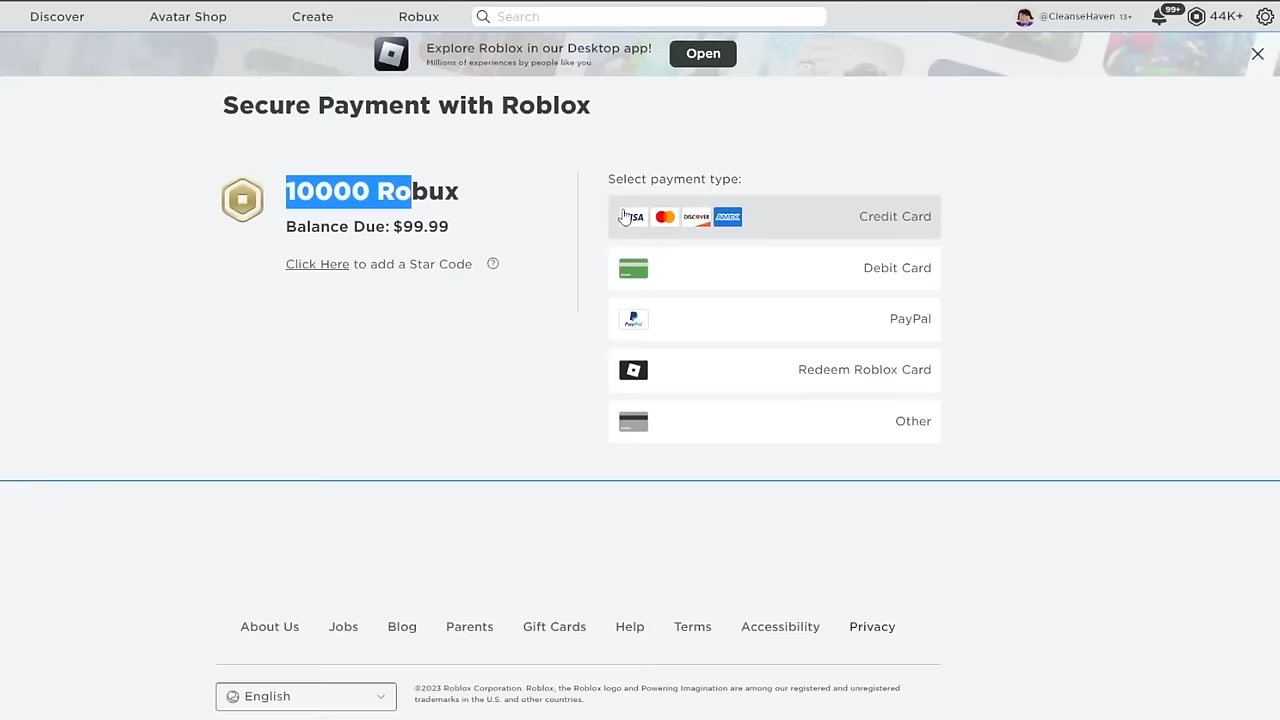 Discover Avatar Shop Create Robux Search @CleanseHaven 13+ 99+ 44K+
Explore Roblox in our Desktop app! Open
Millions of experiences by people like you
Secure Payment with Roblox
10000 Robux
Balance Due: $99.99
Click Here to add a Star Code ?
Select payment type:
VISA DISCOVER AMEX Credit Card
Debit Card
PayPal PayPal
Redeem Roblox Card
Other
About Us Jobs Blog Parents Gift Cards Help Terms Accessibility Privacy
English
©2023 Roblox Corporation. Roblox, the Roblox logo and Powering Imagination are among our registered and unregistered
trademarks in the U.S. and other countries.